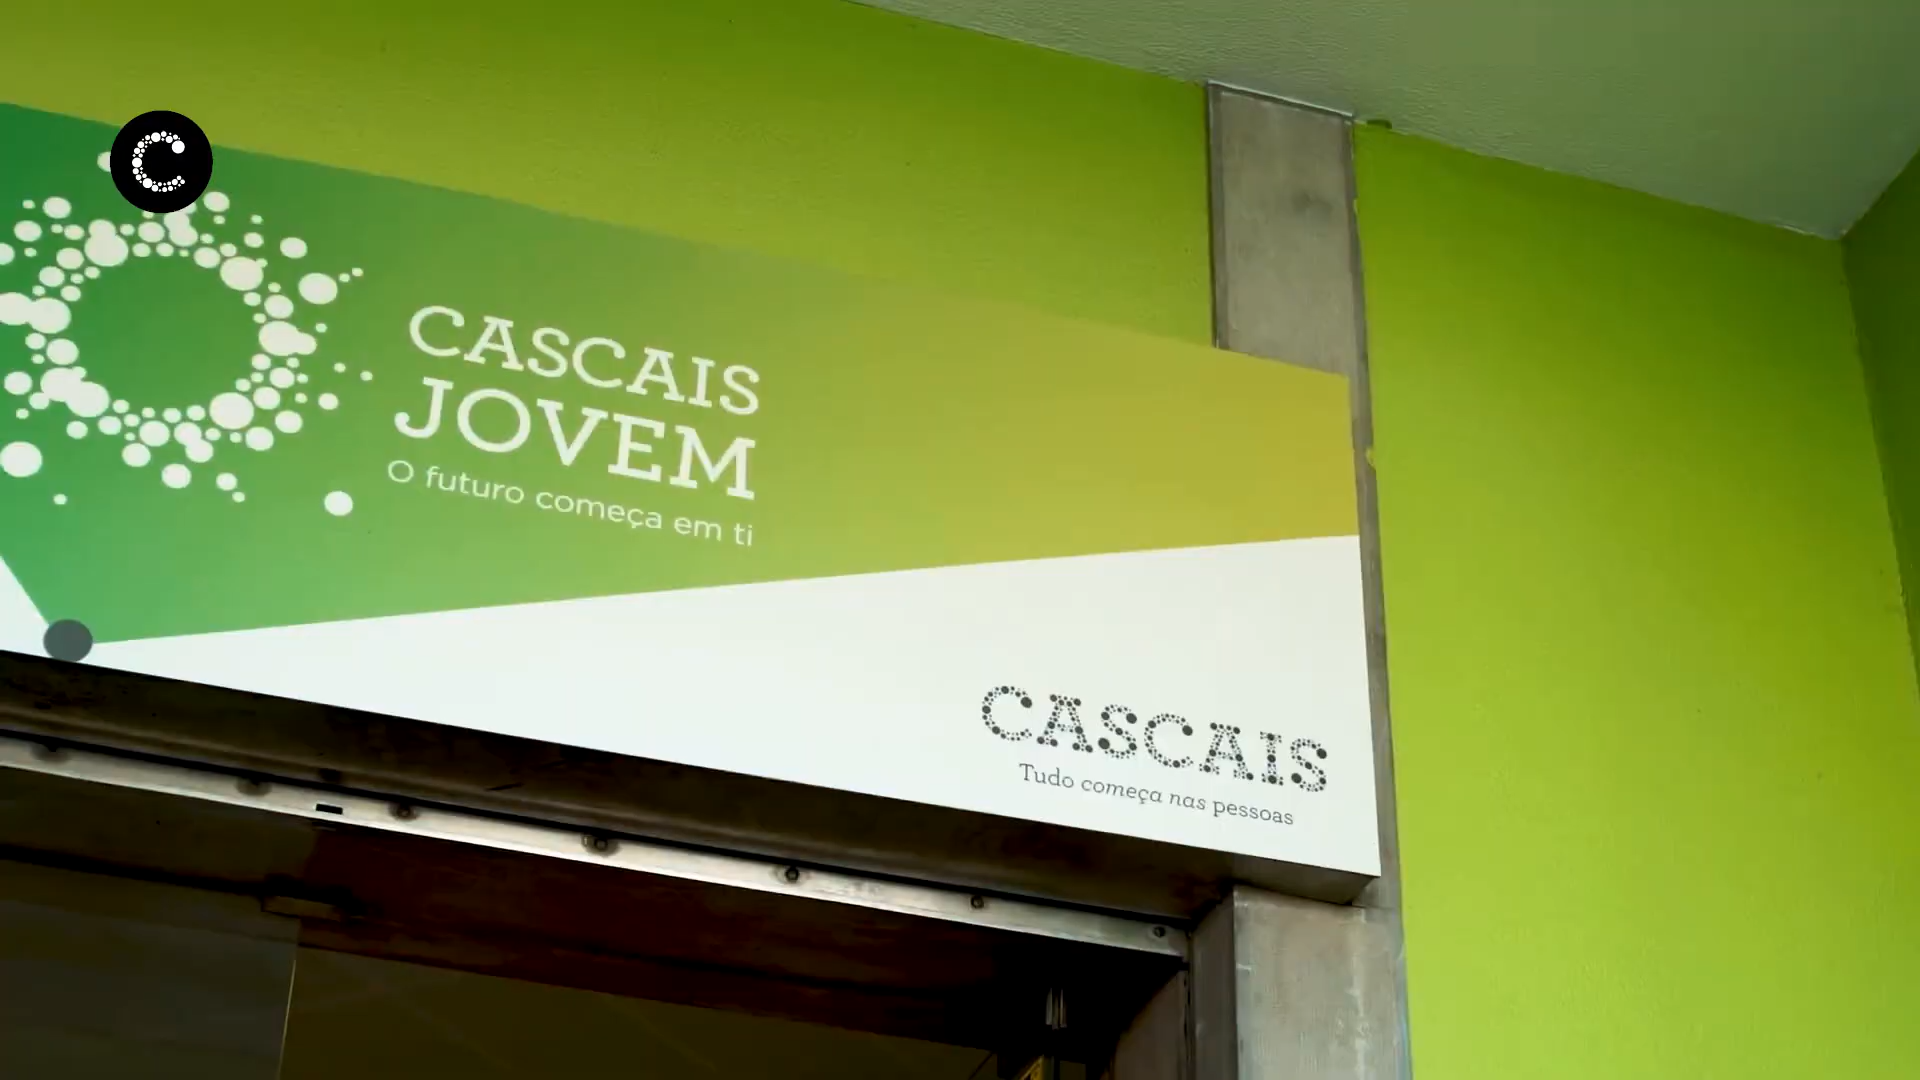 C
CASCAIS
JOVEM
O futuro começa em ti
CASCAIS
Tudo começa nas pessoas